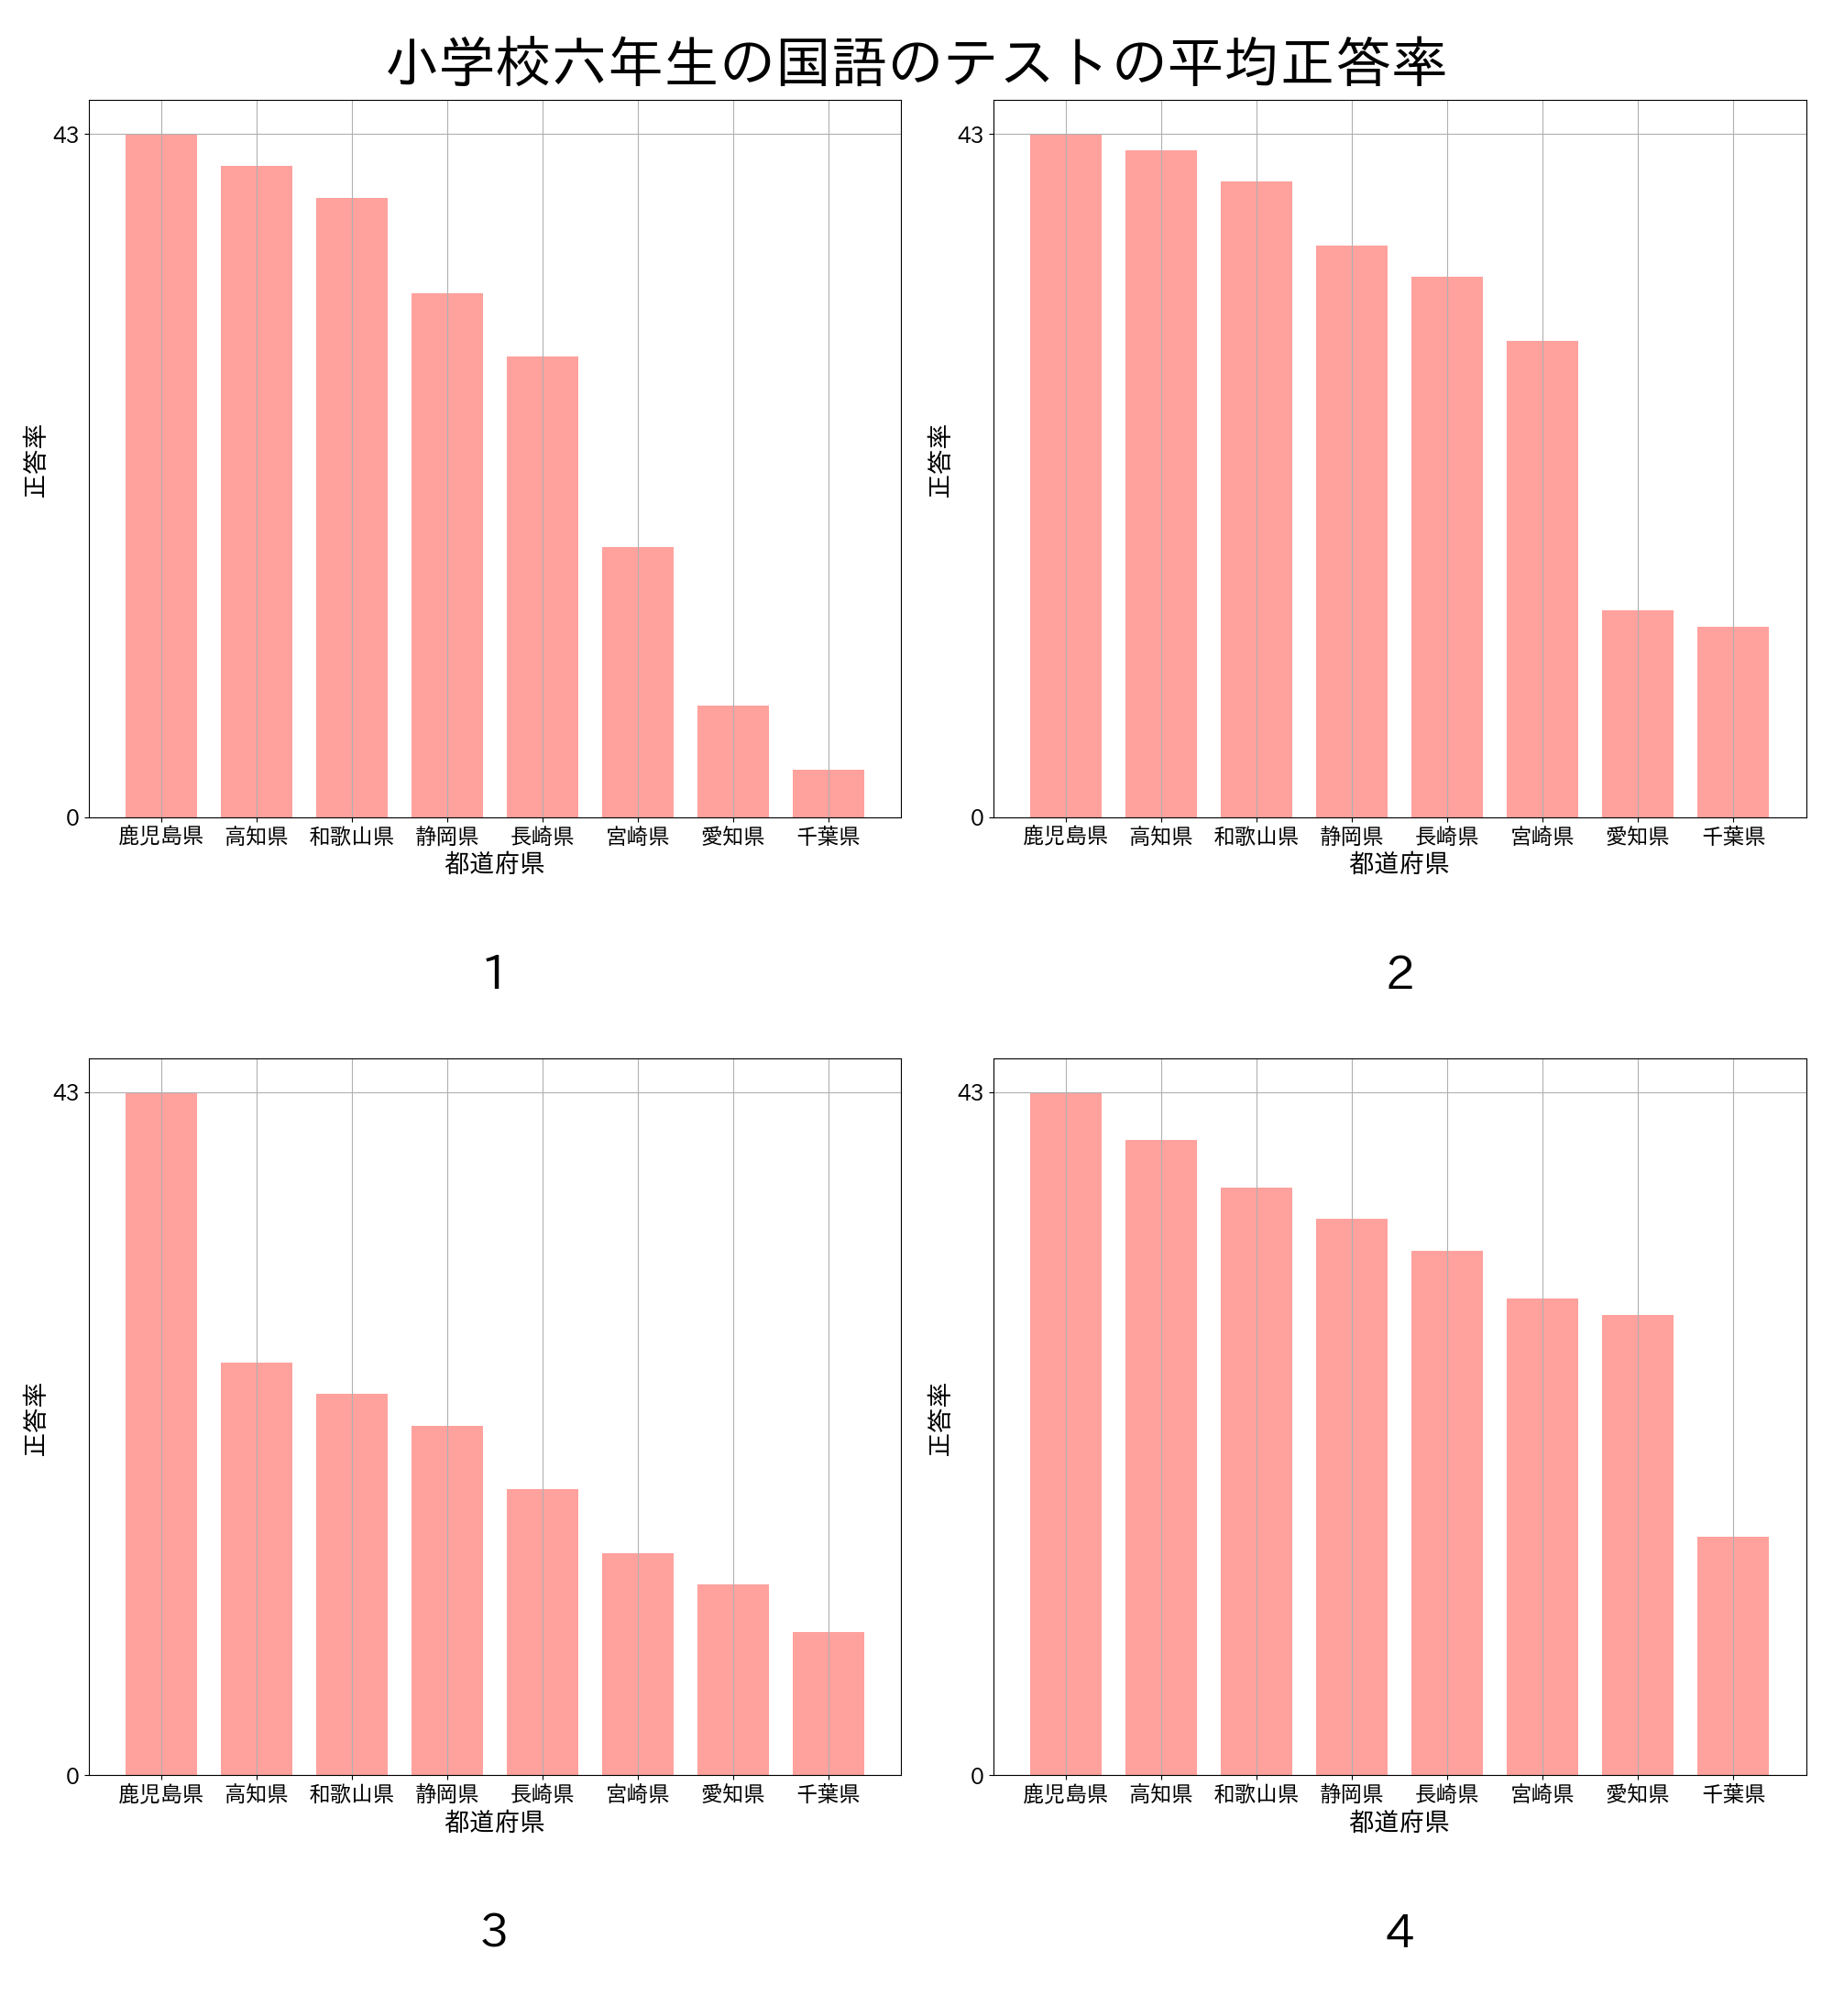 小学校六年生の国語のテストの平均正答率
43
0
正答率
鹿児島県 高知県 和歌山県 静岡県 長崎県 宮崎県 愛知県 千葉県
都道府県
1
43
0
正答率
鹿児島県 高知県 和歌山県 静岡県 長崎県 宮崎県 愛知県 千葉県
都道府県
2
43
0
正答率
鹿児島県 高知県 和歌山県 静岡県 長崎県 宮崎県 愛知県 千葉県
都道府県
3
43
0
正答率
鹿児島県 高知県 和歌山県 静岡県 長崎県 宮崎県 愛知県 千葉県
都道府県
4